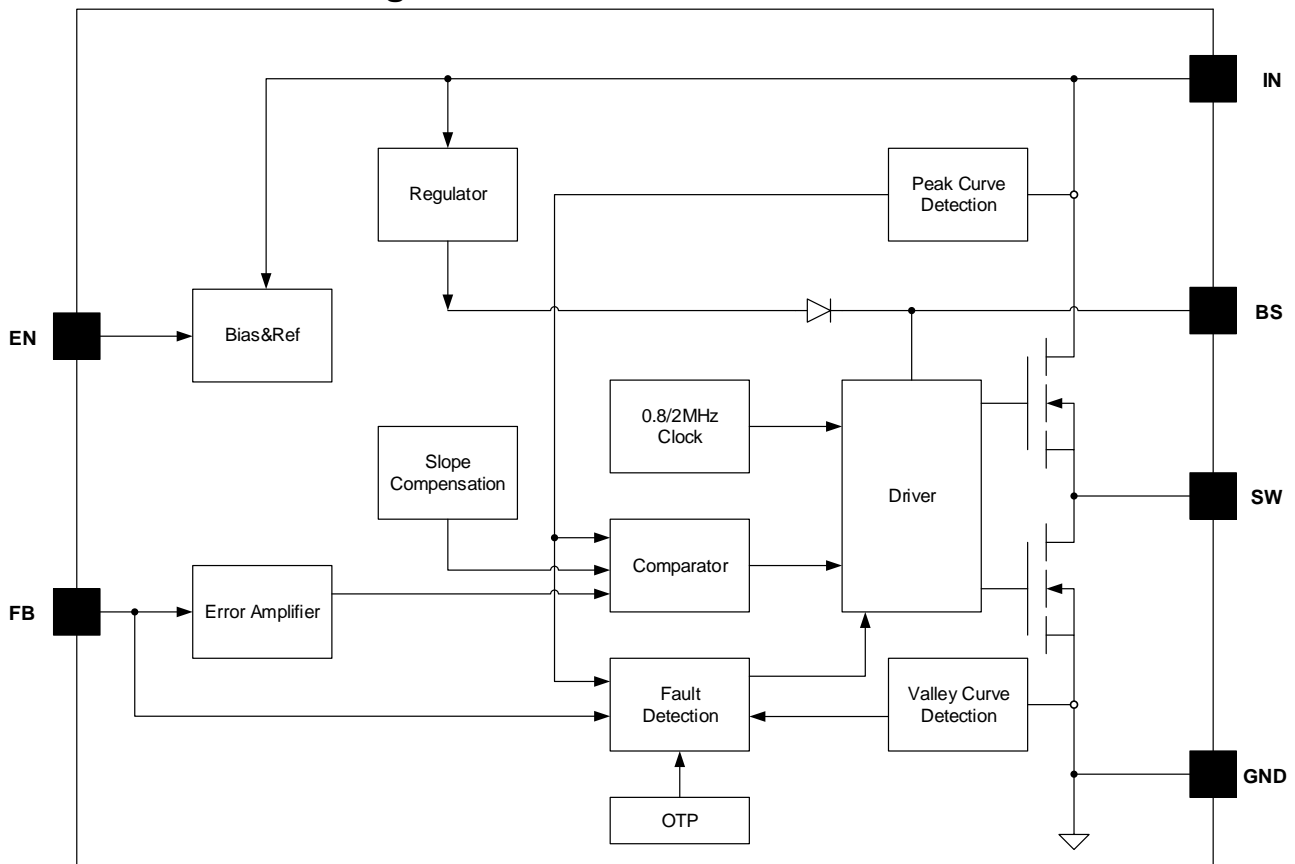 IN
Regulator
Peak Curve
Detection
EN
Bias&Ref
BS
0.8/2MHz
Clock
Slope
Compensation
Driver
SW
Comparator
FB
Error Amplifier
Fault
Detection
Valley Curve
Detection
GND
OTP